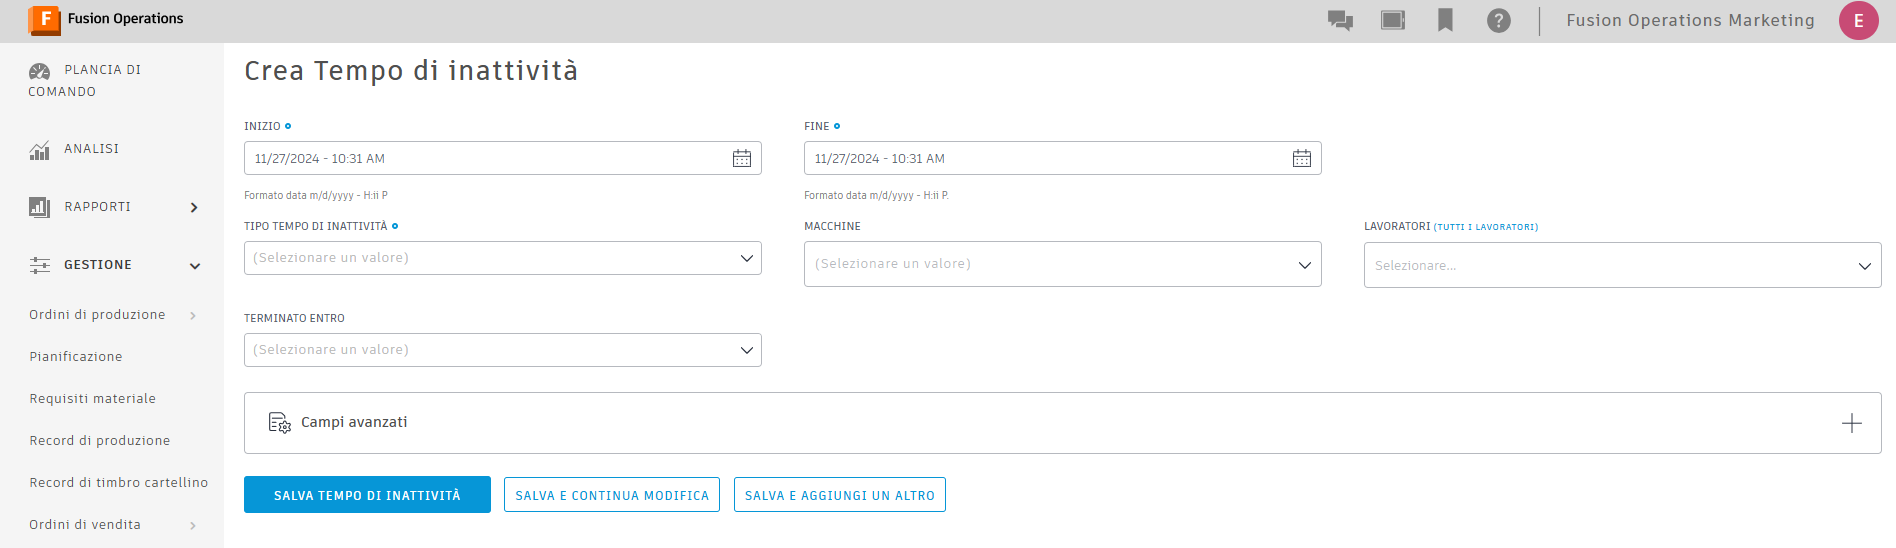 F Fusion Operations
? Fusion Operations Marketing E
PLANCIA DI
COMANDO
ANALISI
RAPPORTI
GESTIONE
Ordini di produzione
Pianificazione
Requisiti materiale
Record di produzione
Record di timbro cartellino
Ordini di vendita
Crea Tempo di inattività
INIZIO
11/27/2024 - 10:31 AM
Formato data m/d/yyyy - H:ii P
FINE
11/27/2024 - 10:31 AM
Formato data m/d/yyyy - H:ii P.
TIPO TEMPO DI INATTIVITÀ
(Selezionare un valore)
MACCHINE
(Selezionare un valore)
LAVORATORI (TUTTI I LAVORATORI)
Selezionare...
TERMINATO ENTRO
(Selezionare un valore)
Campi avanzati
SALVA TEMPO DI INATTIVITÀ
SALVA E CONTINUA MODIFICA
SALVA E AGGIUNGI UN ALTRO